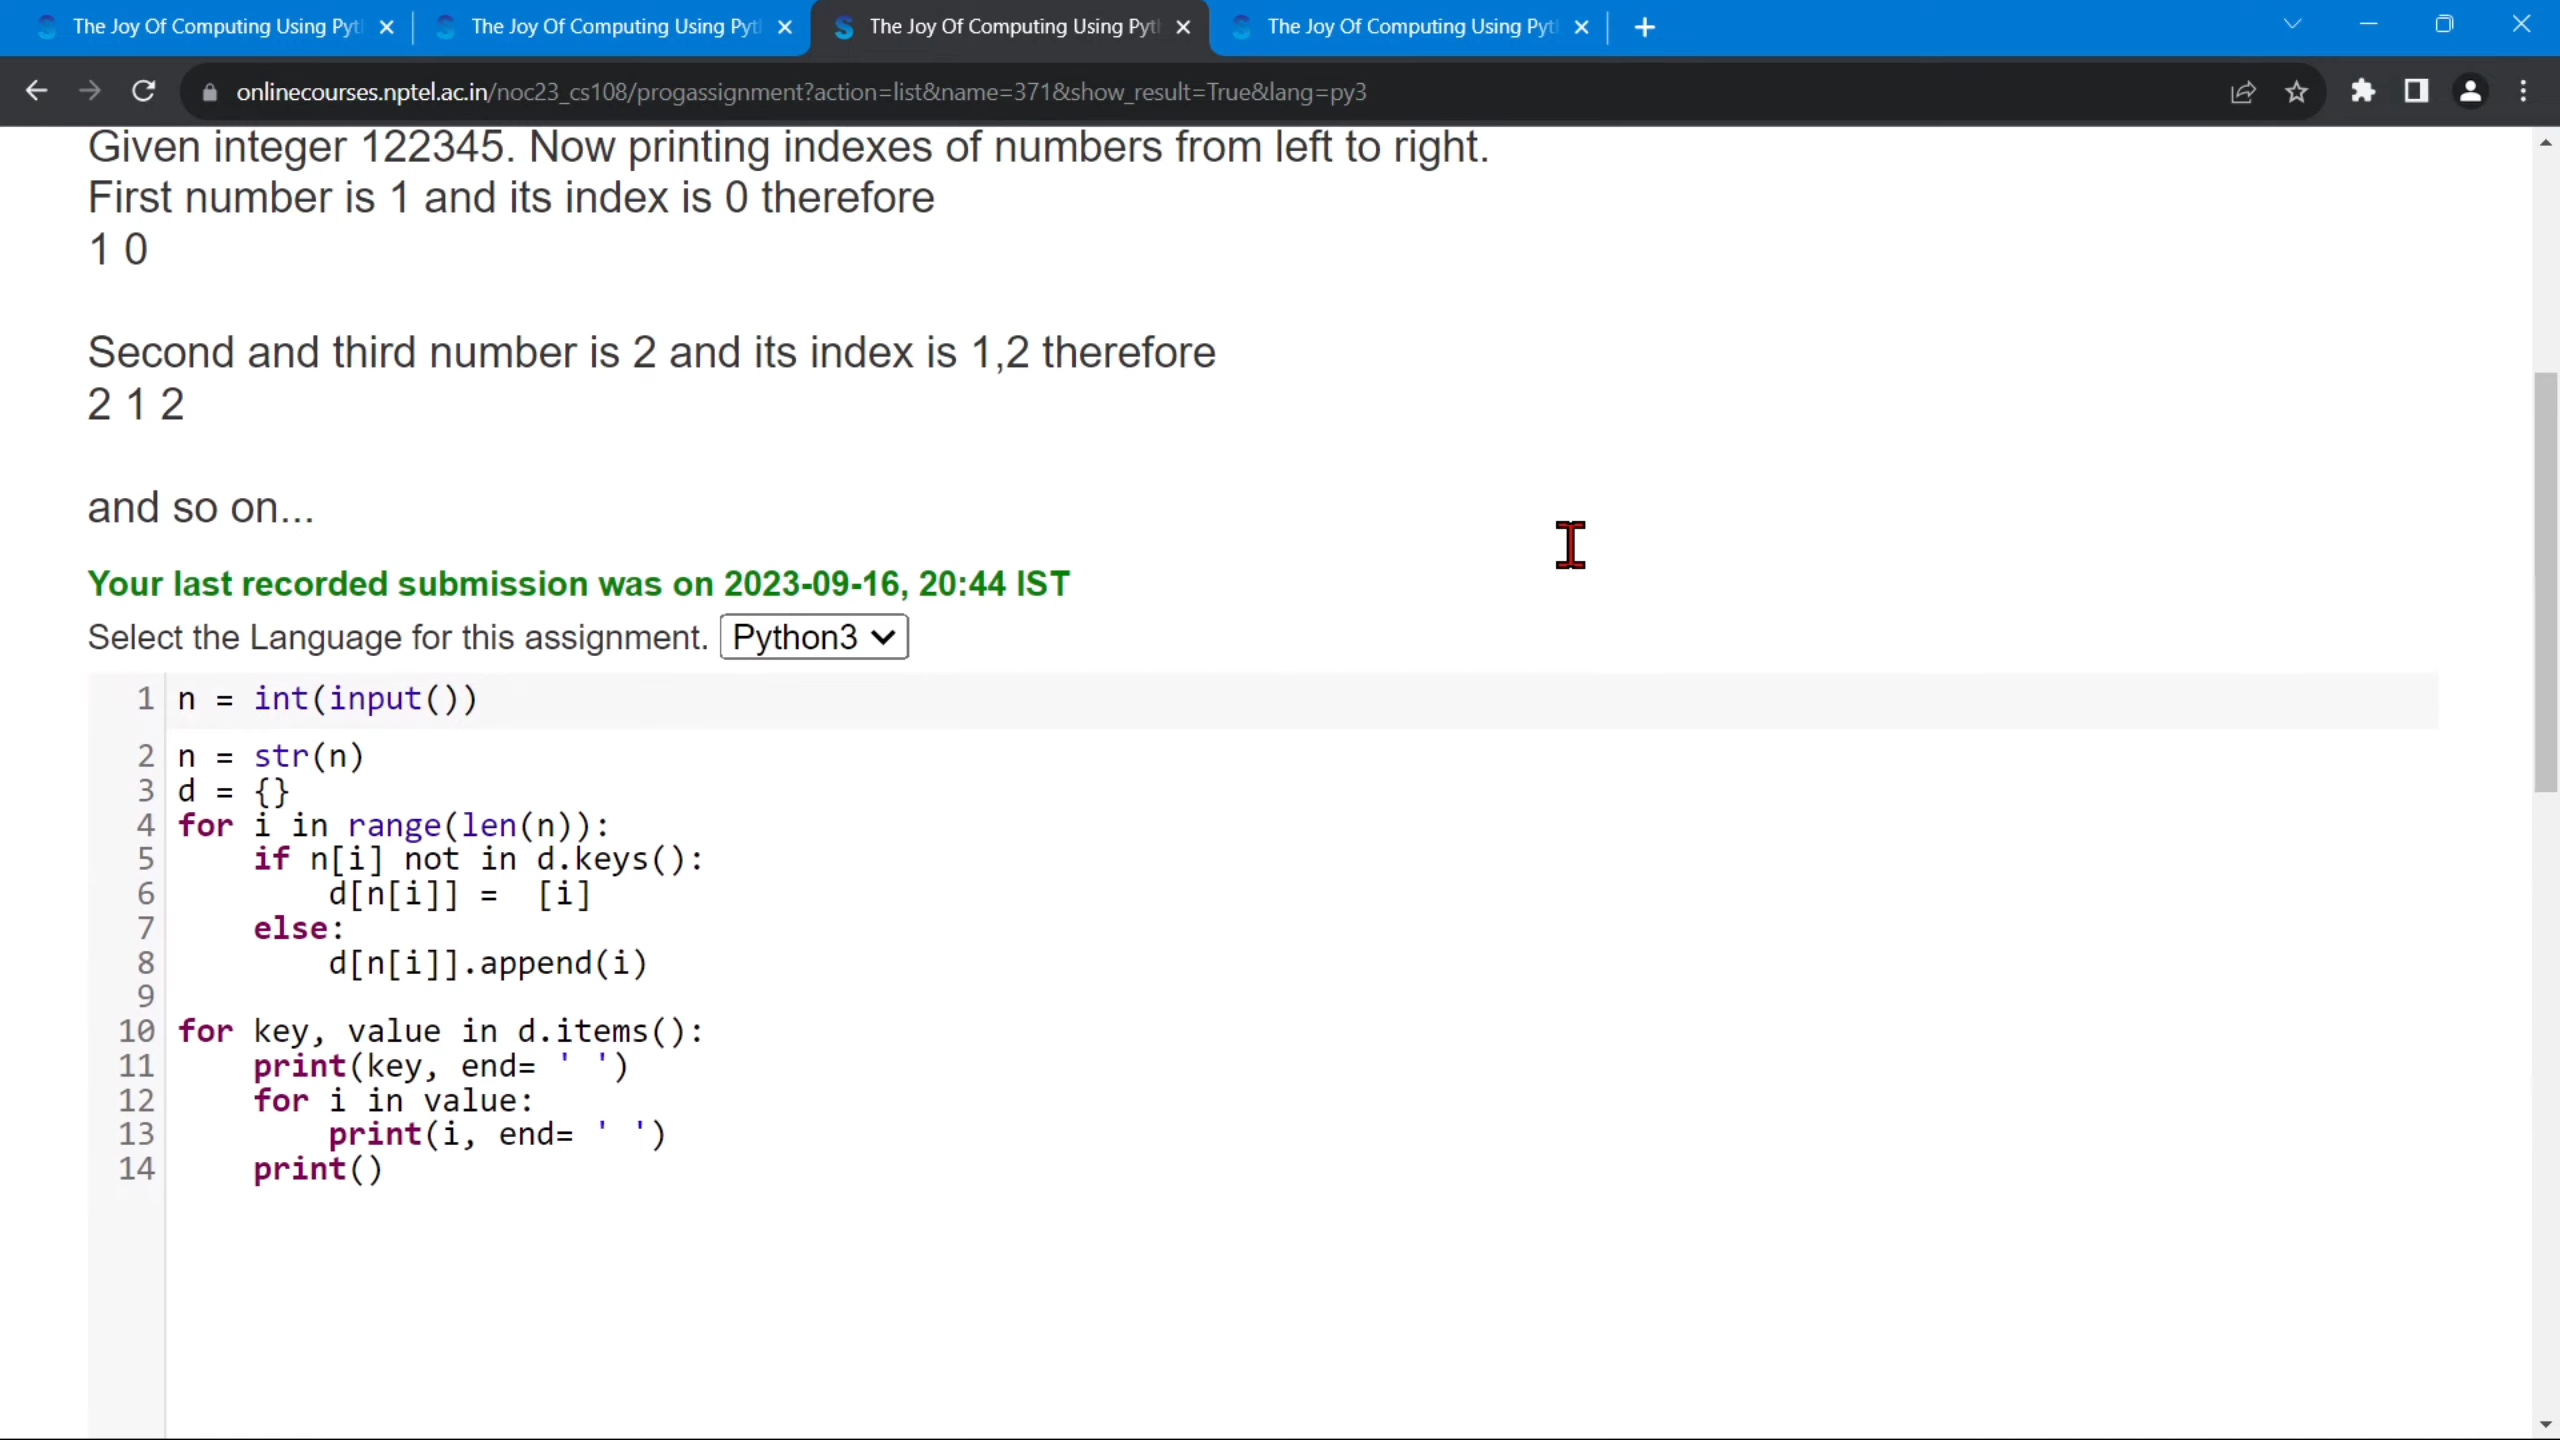 The Joy Of Computing Using Pyt
The Joy Of Computing Using Pyt
The Joy Of Computing Using Pyt
The Joy Of Computing Using Pyt
onlinecourses.nptel.ac.in/noc23_cs108/progassignment?action=list&name=371&show_result=True&lang=py3
Given integer 122345. Now printing indexes of numbers from left to right.
First number is 1 and its index is 0 therefore
1 0
Second and third number is 2 and its index is 1,2 therefore
2 1 2
and so on...
Your last recorded submission was on 2023-09-16, 20:44 IST
Select the Language for this assignment. Python3
1 n = int(input())
2 n = str(n)
3 d = {}
4 for i in range(len(n)):
5     if n[i] not in d.keys():
6         d[n[i]] =  [i]
7     else:
8         d[n[i]].append(i)
9
10 for key, value in d.items():
11     print(key, end= ' ')
12     for i in value:
13         print(i, end= ' ')
14     print()